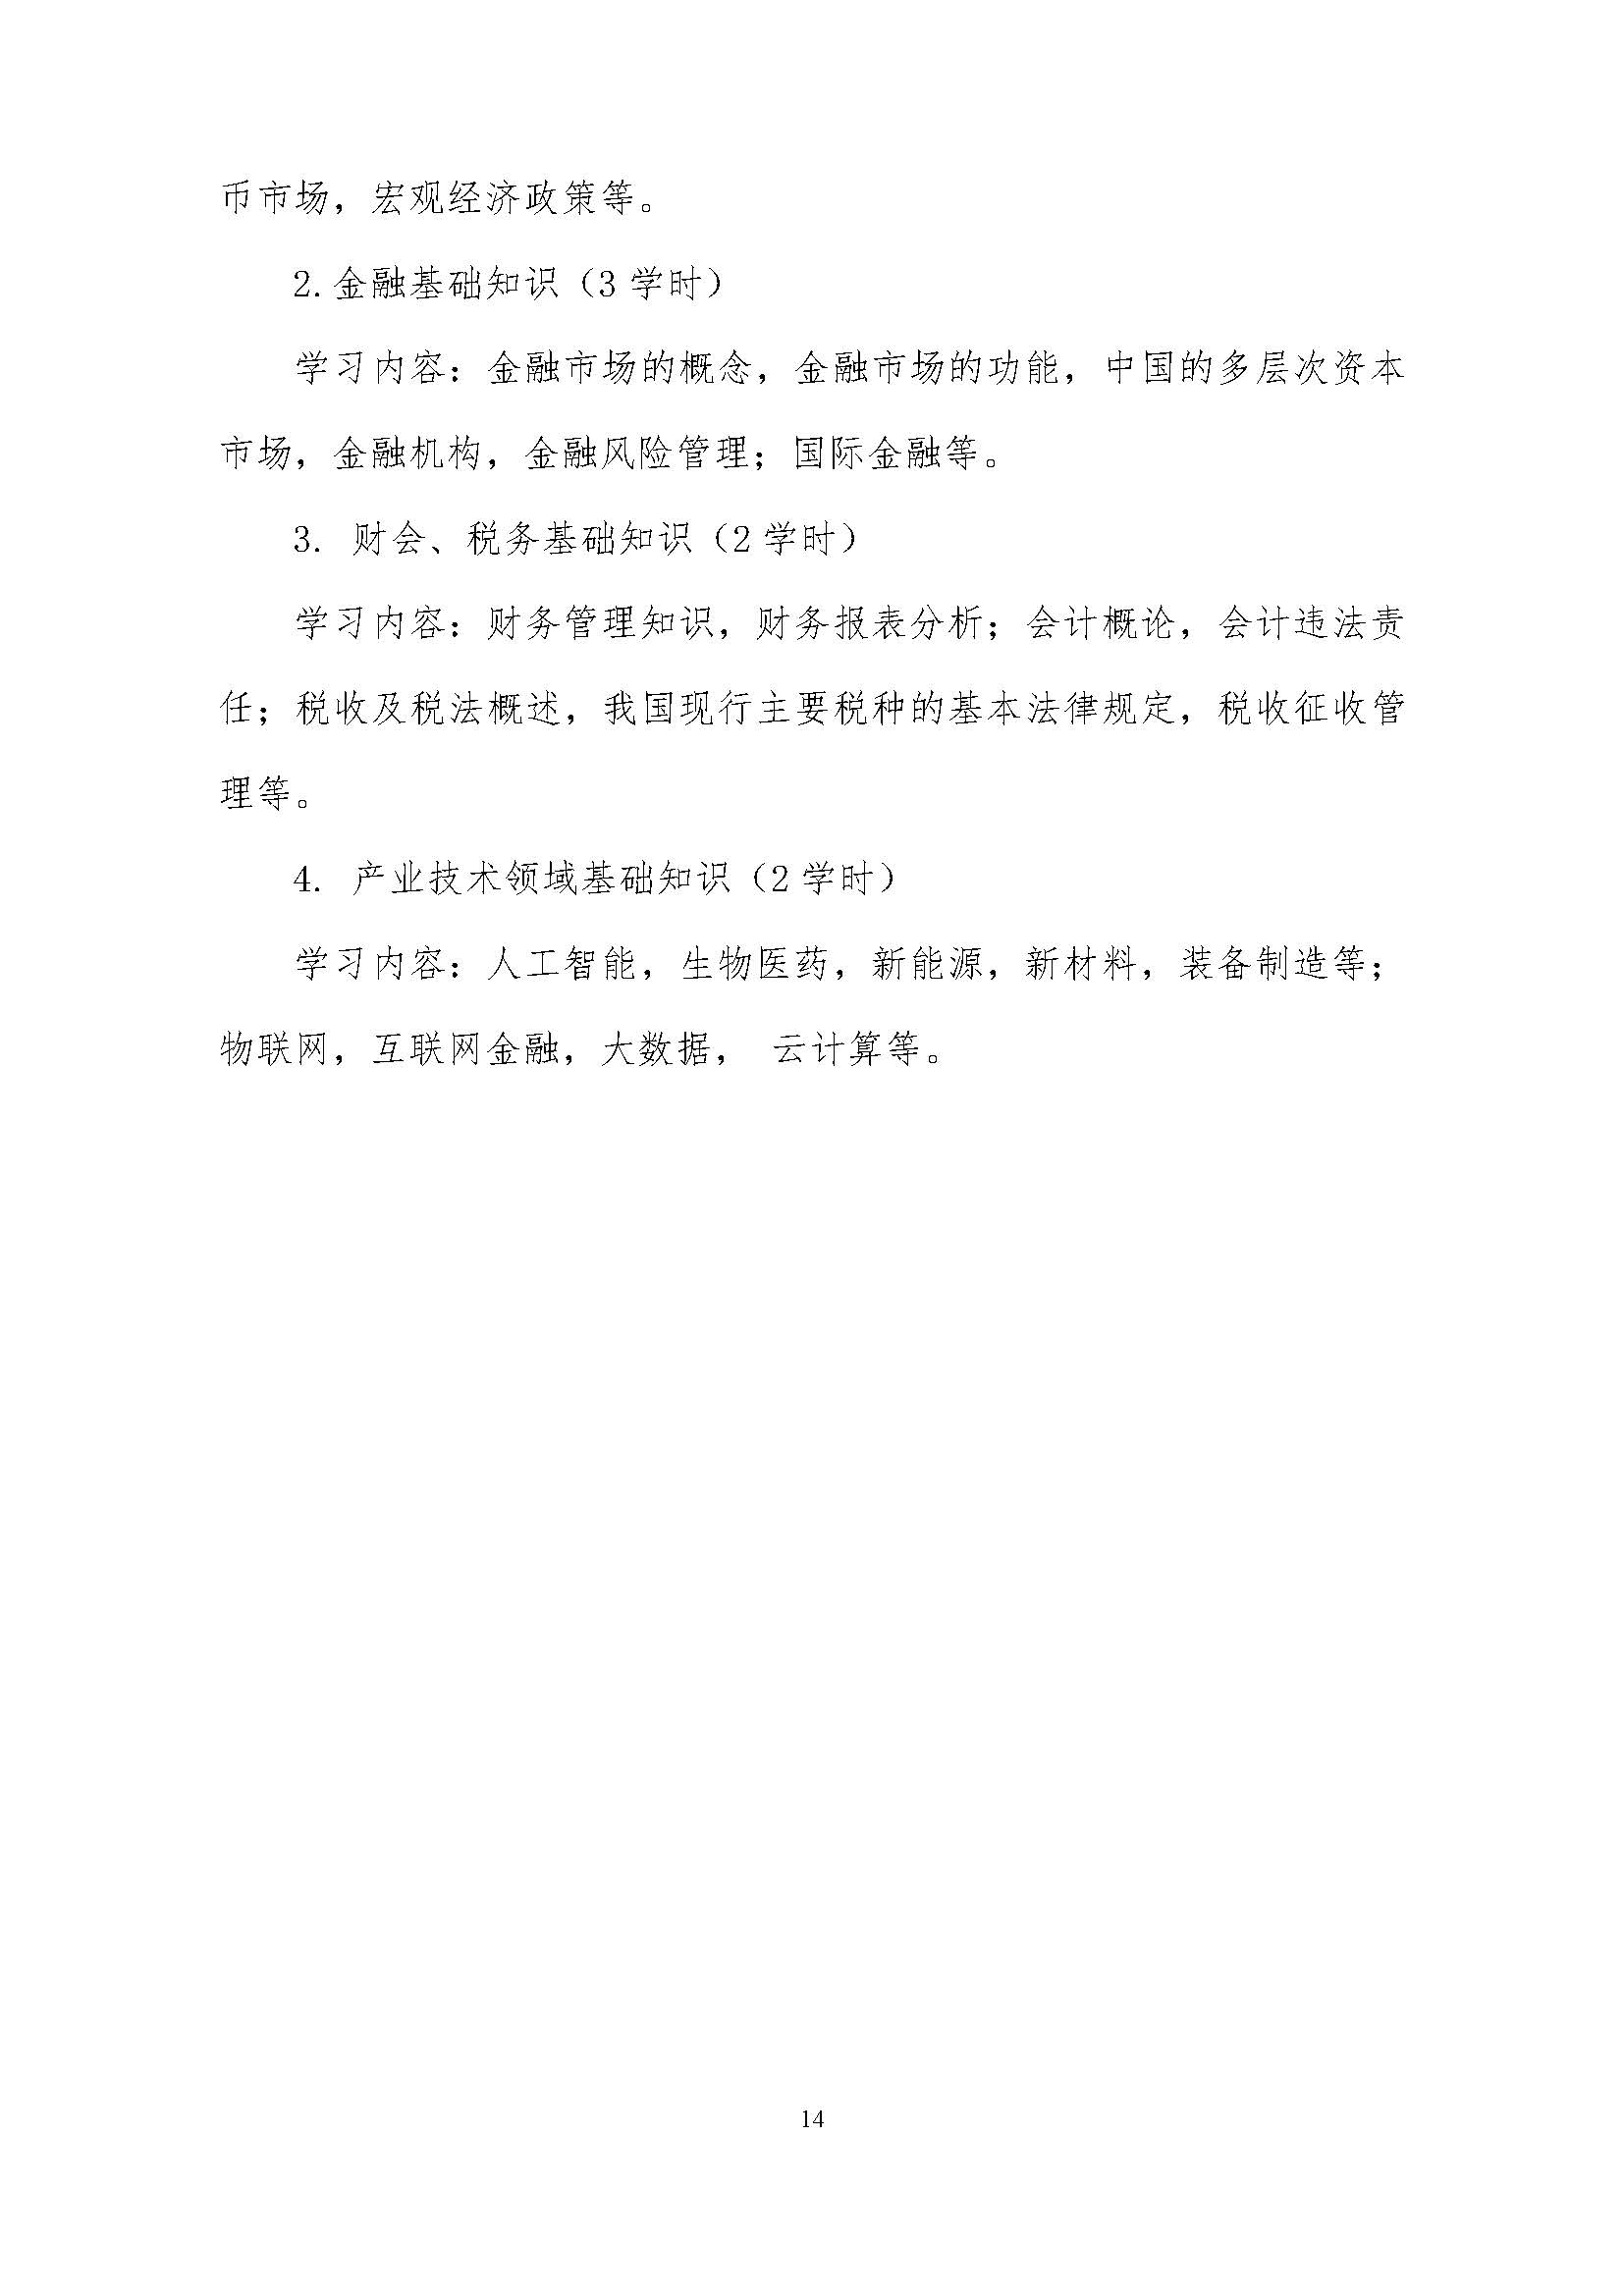 币市场，宏观经济政策等。
2.金融基础知识（3 学时）
学习内容：金融市场的概念，金融市场的功能，中国的多层次资本
市场，金融机构，金融风险管理；国际金融等。
3. 财会、税务基础知识（2 学时）
学习内容：财务管理知识，财务报表分析；会计概论，会计违法责
任；税收及税法概述，我国现行主要税种的基本法律规定，税收征收管
理等。
4. 产业技术领域基础知识（2 学时）
学习内容：人工智能，生物医药，新能源，新材料，装备制造等；
物联网，互联网金融，大数据， 云计算等。
14